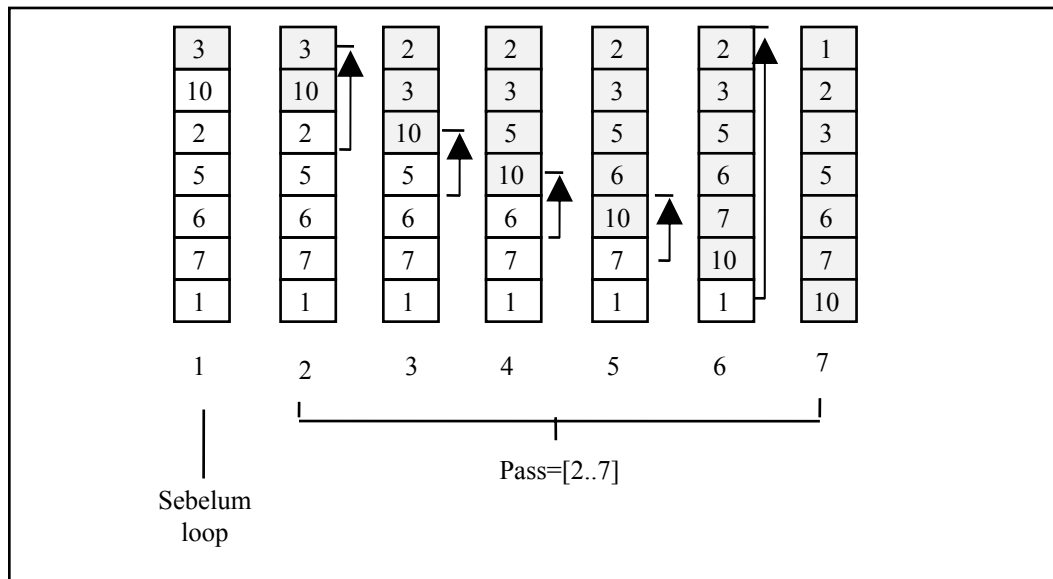 3 3 2 2 2 2 1
10 10 3 3 3 3 2
2 2 10 5 5 5 3
5 5 5 10 6 6 5
6 6 6 6 10 7 6
7 7 7 7 7 10 7
1 1 1 1 1 1 10
1 2 3 4 5 6 7
Pass=[2..7]
Sebelum
loop